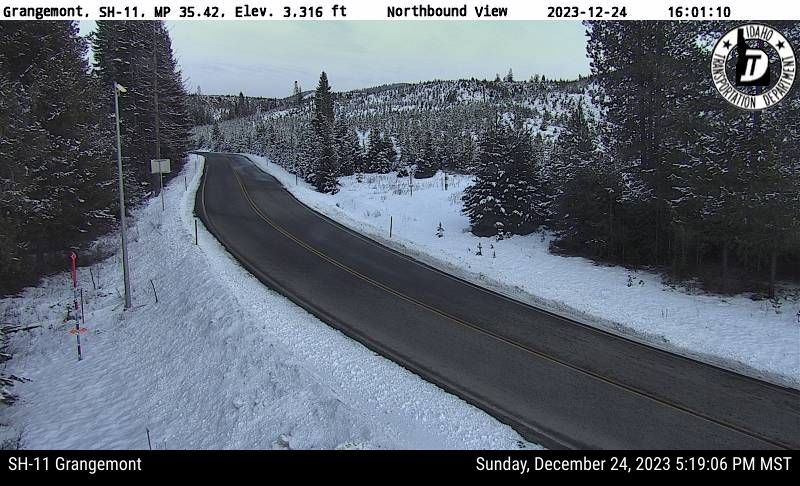 Grangemont, SH-11, MP 35.42, Elev. 3,316 ft Northbound View 2023-12-24 16:01:10
IDAHO
TRANSPORTATION DEPARTMENT
SH-11 Grangemont Sunday, December 24, 2023 5:19:06 PM MST